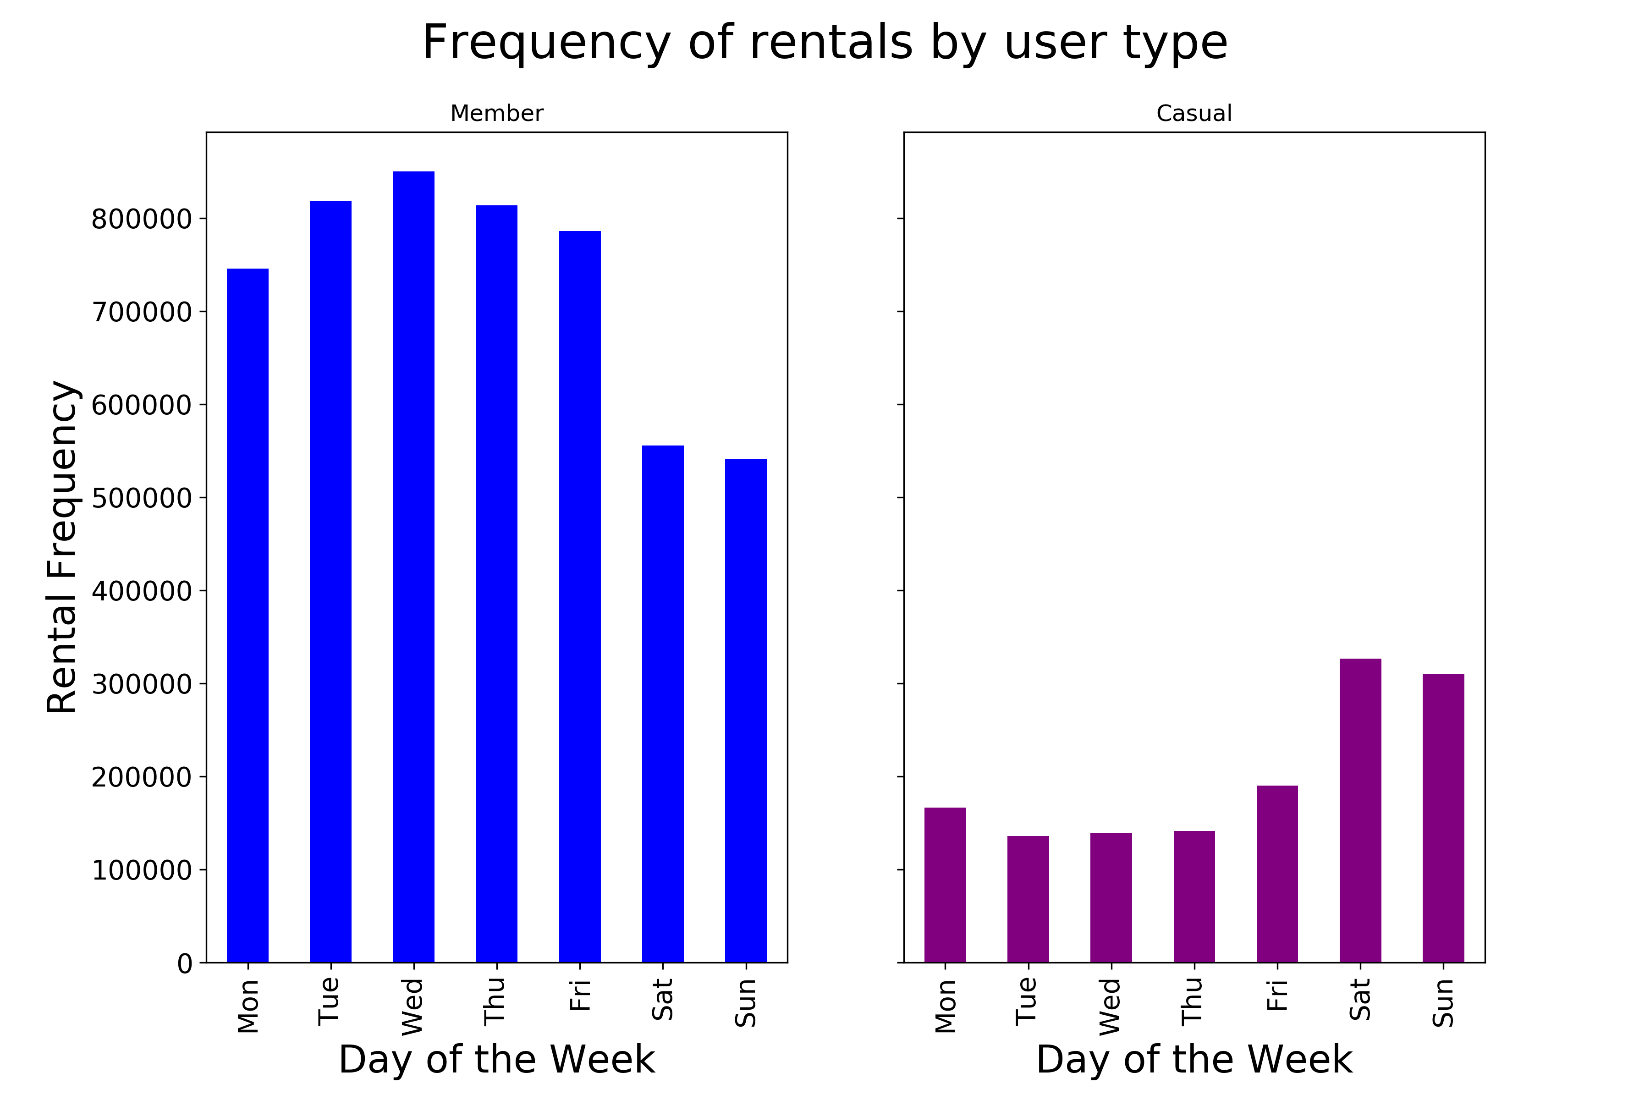 Frequency of rentals by user type
Member
Casual
Rental Frequency
800000
700000
600000
500000
400000
300000
200000
100000
0
Mon
Tue
Wed
Thu
Fri
Sat
Sun
Day of the Week
Mon
Tue
Wed
Thu
Fri
Sat
Sun
Day of the Week